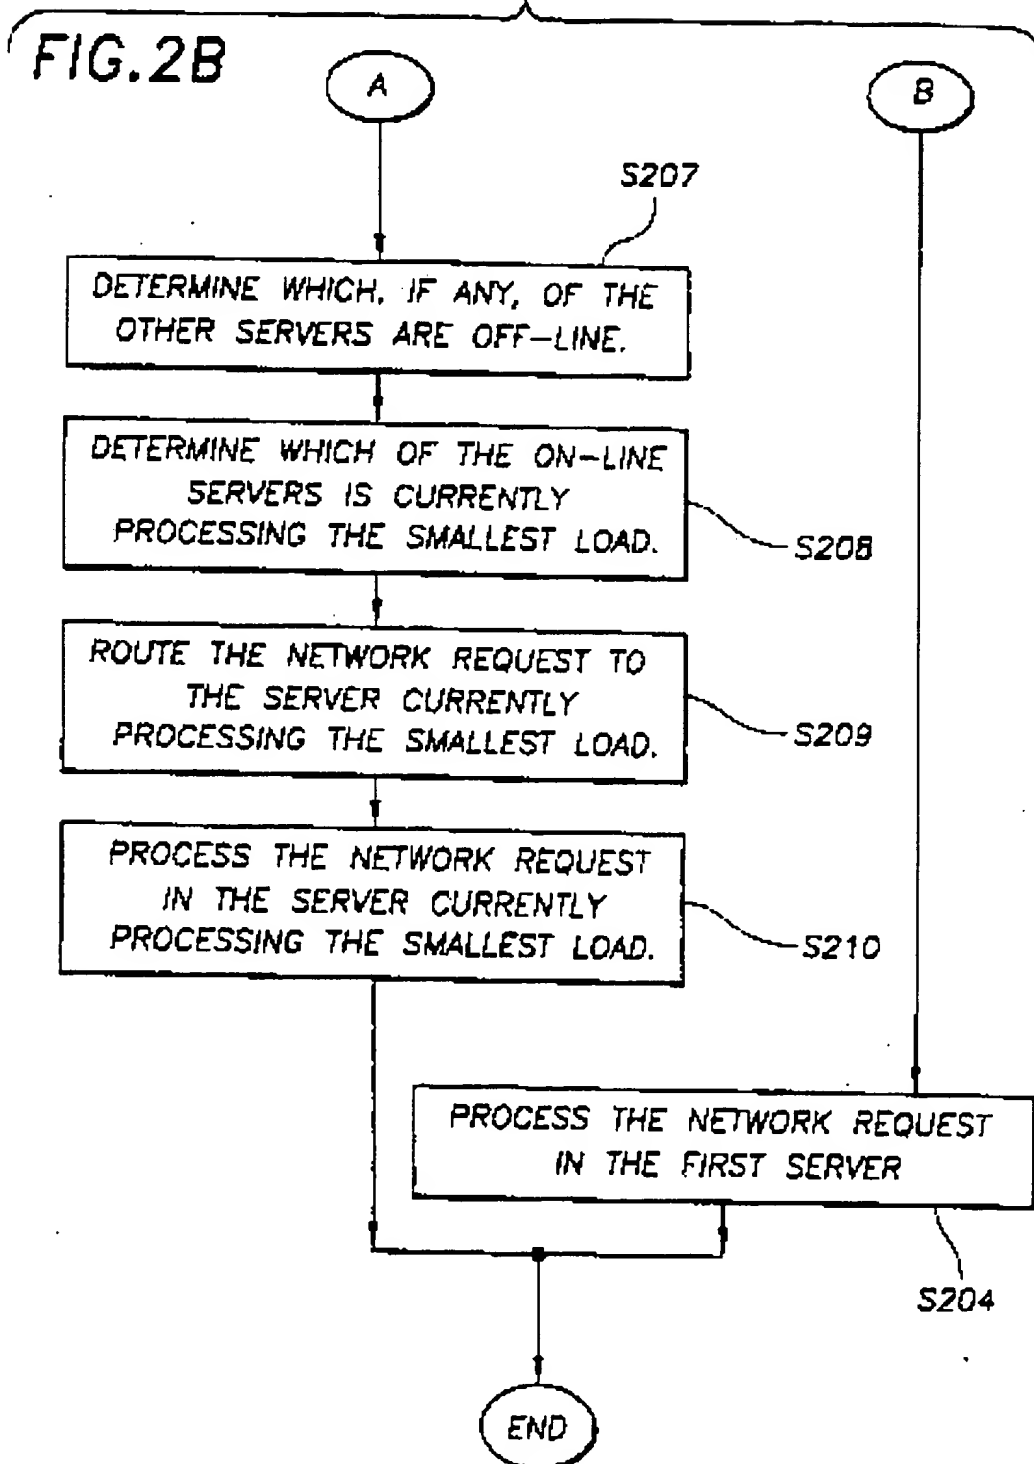 FIG.2B
A
B
S207
DETERMINE WHICH, IF ANY, OF THE
OTHER SERVERS ARE OFF-LINE.
DETERMINE WHICH OF THE ON-LINE
SERVERS IS CURRENTLY
PROCESSING THE SMALLEST LOAD.
S208
ROUTE THE NETWORK REQUEST TO
THE SERVER CURRENTLY
PROCESSING THE SMALLEST LOAD.
S209
PROCESS THE NETWORK REQUEST
IN THE SERVER CURRENTLY
PROCESSING THE SMALLEST LOAD.
S210
PROCESS THE NETWORK REQUEST
IN THE FIRST SERVER
S204
END